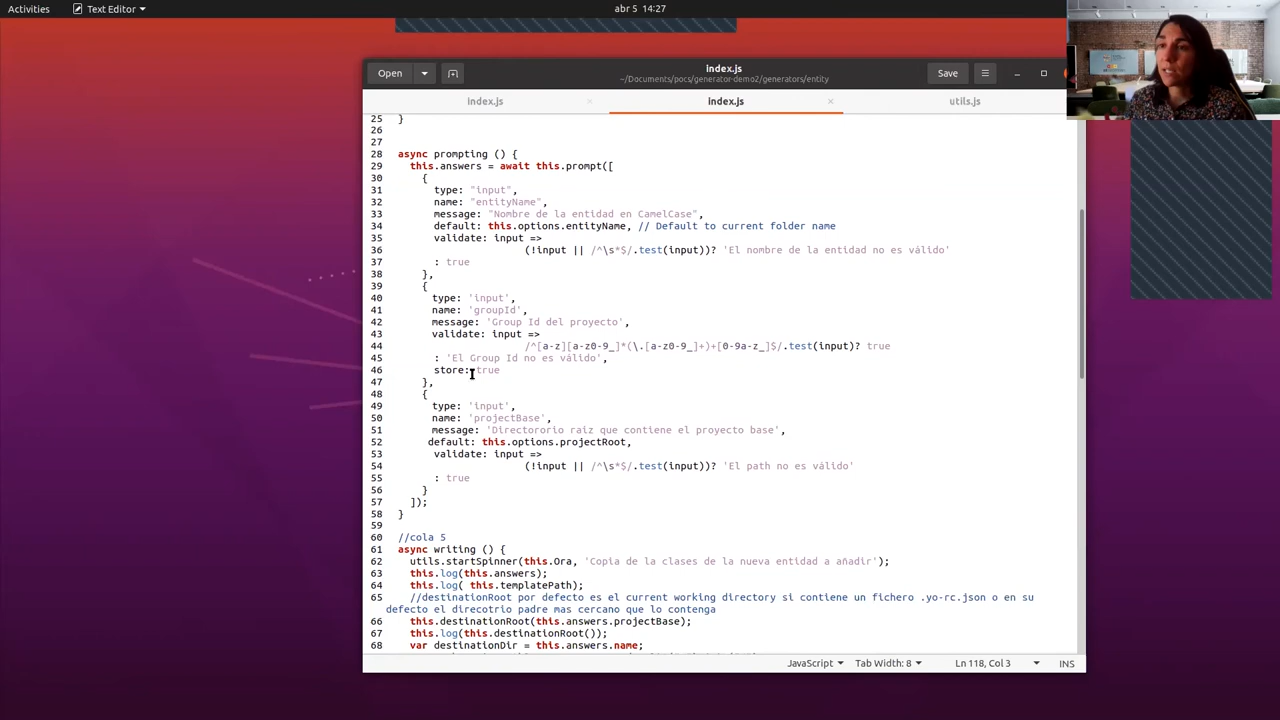 Activities
Text Editor
abr 5 14:27
Open
index.js
~/Documents/pocs/generator-demo2/generators/entity
Save
index.js
index.js
utils.js
25 }
26
27
28 async prompting () {
29 this.answers = await this.prompt([
30 {
31 type: "input",
32 name: "entityName",
33 message: "Nombre de la entidad en CamelCase",
34 default: this.options.entityName, // Default to current folder name
35 validate: input =>
36 (!input || /^\s*$/.test(input))? 'El nombre de la entidad no es válido'
37 : true
38 },
39 {
40 type: 'input',
41 name: 'groupId',
42 message: 'Group Id del proyecto',
43 validate: input =>
44 /^[a-z][a-z0-9_]*(\.[a-z0-9_]+)+[0-9a-z_]$/.test(input)? true
45 : 'El Group Id no es válido',
46 store: true
47 },
48 {
49 type: 'input',
50 name: 'projectBase',
51 message: 'Directororio raiz que contiene el proyecto base',
52 default: this.options.projectRoot,
53 validate: input =>
54 (!input || /^\s*$/.test(input))? 'El path no es válido'
55 : true
56 }
57 ]);
58 }
59
60 //cola 5
61 async writing () {
62 utils.startSpinner(this.Ora, 'Copia de la clases de la nueva entidad a añadir');
63 this.log(this.answers);
64 this.log( this.templatePath);
65 //destinationRoot por defecto es el current working directory si contiene un fichero .yo-rc.json o en su
defecto el direcotrio padre mas cercano que lo contenga
66 this.destinationRoot(this.answers.projectBase);
67 this.log(this.destinationRoot());
68 var destinationDir = this.answers.name;
JavaScript
Tab Width: 8
Ln 118, Col 3
INS